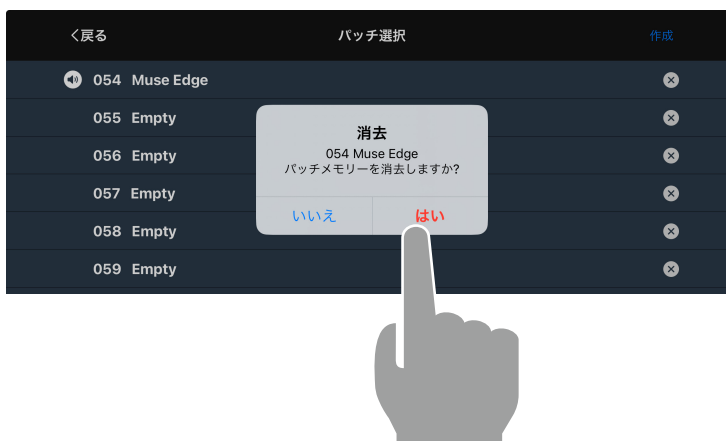 く戻る パッチ選択 作成
054 Muse Edge
055 Empty
056 Empty
057 Empty
058 Empty
059 Empty
消去
054 Muse Edge
パッチメモリーを消去しますか?
いいえ はい